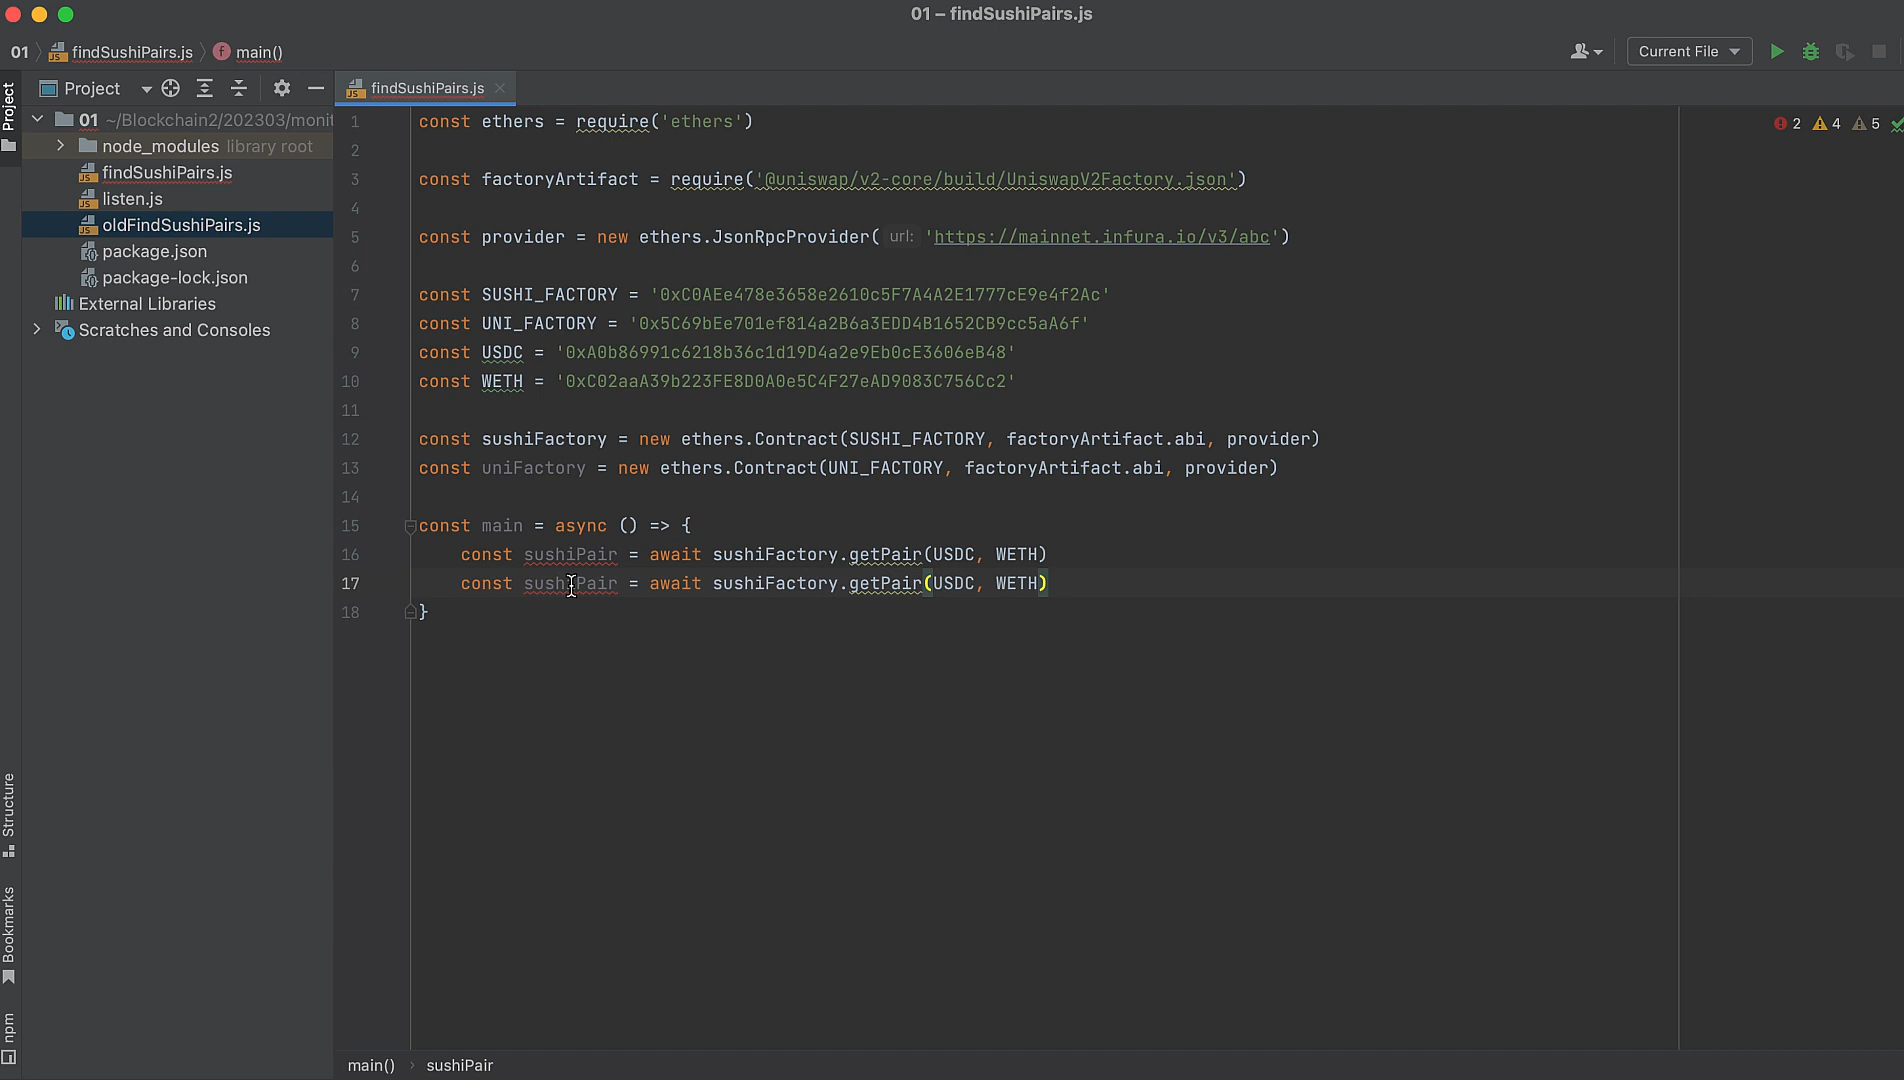 01 – findSushiPairs.js
01 findSushiPairs.js main()
Current File
Project
findSushiPairs.js
Project
01 ~/Blockchain2/202303/monit
node_modules library root
findSushiPairs.js
listen.js
oldFindSushiPairs.js
package.json
package-lock.json
External Libraries
Scratches and Consoles
2 4 5
1 const ethers = require('ethers')
2
3 const factoryArtifact = require('@uniswap/v2-core/build/UniswapV2Factory.json')
4
5 const provider = new ethers.JsonRpcProvider( url: 'https://mainnet.infura.io/v3/abc')
6
7 const SUSHI_FACTORY = '0xC0AEe478e3658e2610c5F7A4A2E1777cE9e4f2Ac'
8 const UNI_FACTORY = '0x5C69bEe701ef814a2B6a3EDD4B1652CB9cc5aA6f'
9 const USDC = '0xA0b86991c6218b36c1d19D4a2e9Eb0cE3606eB48'
10 const WETH = '0xC02aaA39b223FE8D0A0e5C4F27eAD9083C756Cc2'
11
12 const sushiFactory = new ethers.Contract(SUSHI_FACTORY, factoryArtifact.abi, provider)
13 const uniFactory = new ethers.Contract(UNI_FACTORY, factoryArtifact.abi, provider)
14
15 const main = async () => {
16 const sushiPair = await sushiFactory.getPair(USDC, WETH)
17 const sushiPair = await sushiFactory.getPair(USDC, WETH)
18 }
Structure
Bookmarks
npm
main() sushiPair